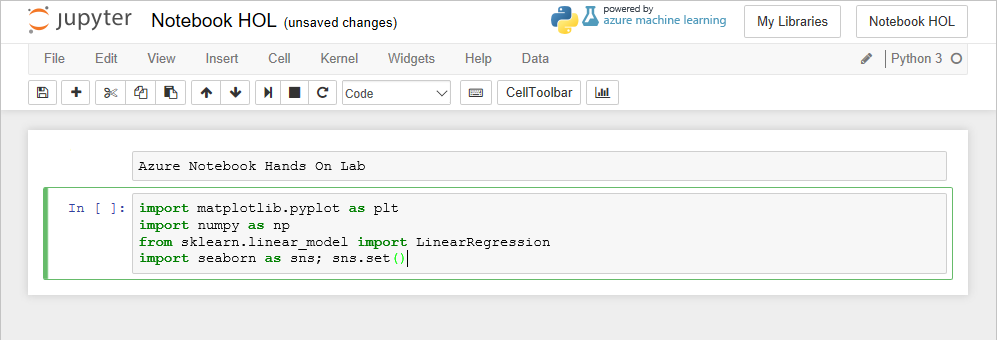 jupyter Notebook HOL (unsaved changes) powered by azure machine learning My Libraries Notebook HOL
File Edit View Insert Cell Kernel Widgets Help Data Python 3
Code CellToolbar
Azure Notebook Hands On Lab
In [ ]: import matplotlib.pyplot as plt
import numpy as np
from sklearn.linear_model import LinearRegression
import seaborn as sns; sns.set()